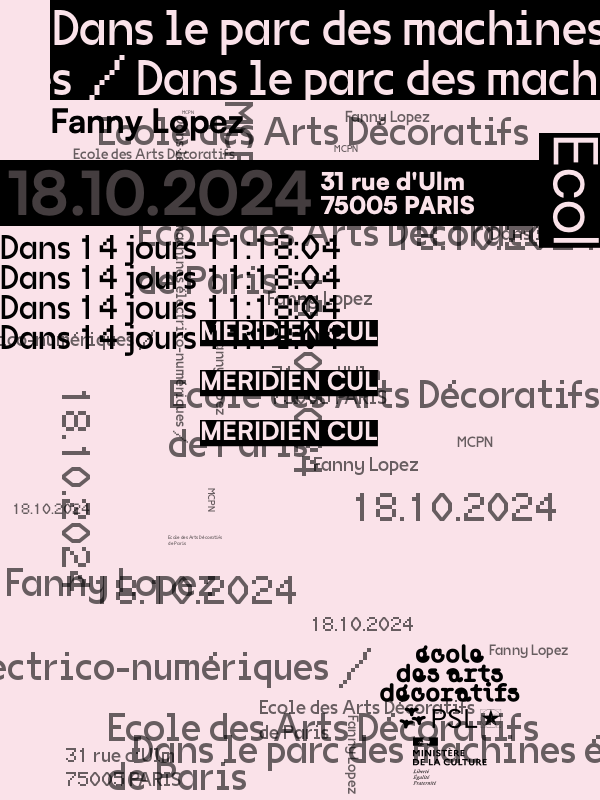 Dans le parc des machines
s / Dans le parc des mach
Fanny Lopez
MCPN
Fanny Lopez
Ecole des Arts Décoratifs
MCPN
Ecole des Arts Décoratifs
18.10.2024
31 rue d'Ulm
75005 PARIS
Ecol
Ecole des Arts Décoratifs
de Paris
Dans 14 jours 11:18:04
Dans 14 jours 11:18:04
Dans 14 jours 11:18:04
Dans 14 jours 11:18:04
Fanny Lopez
co-numériques /
MERIDIEN CUL
MERIDIEN CUL
MERIDIEN CUL
Ecole des Arts Décoratifs
de Paris
MCPN
Fanny Lopez
18.10.2024
18.10.2024
18.10.2024
MCPN
Ecole des Arts Décoratifs
de Paris
Fanny Lopez
18.10.2024
18.10.2024
ectrico-numériques /
école
des arts
décoratifs
Fanny Lopez
PSL
Ecole des Arts Décoratifs
de Paris
Fanny Lopez
Ecole des Arts Décoratifs
de Paris
Dans le parc des machines é
31 rue d'Ulm
75005 PARIS
MINISTÈRE
DE LA CULTURE
Liberté
Égalité
Fraternité